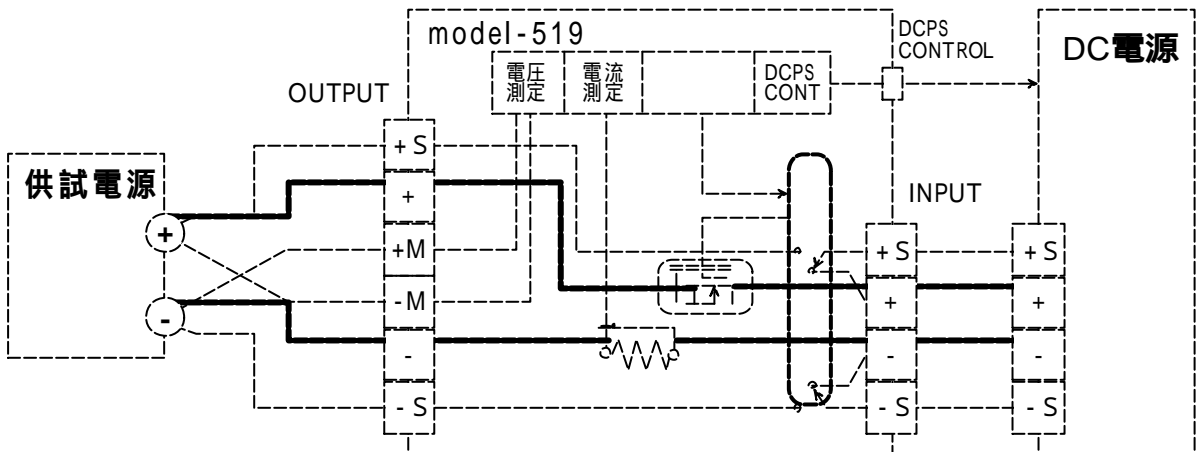 model-519
DCPS
CONTROL
DC電源
電圧
測定
電流
測定
DCPS
CONT
OUTPUT
供試電源
INPUT
+
-
+S
+
+M
-M
-
-S
+S
+
-
-S
+S
+
-
-S